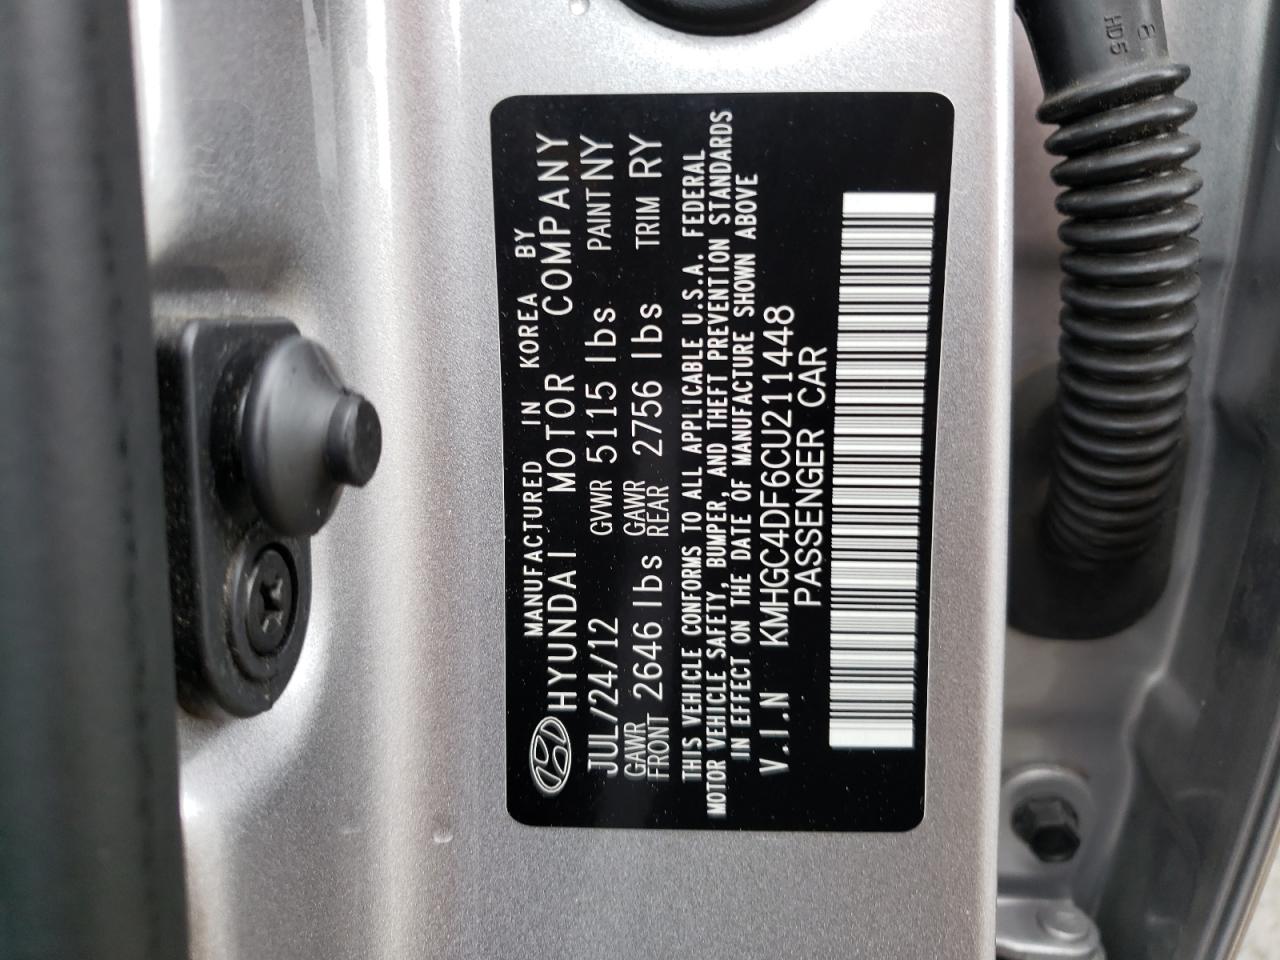 MANUFACTURED IN KOREA BY
HYUNDAI MOTOR COMPANY
JUL/24/12 GVWR 5115 lbs PAINT NY
GAWR FRONT 2646 lbs GAWR REAR 2756 lbs TRIM RY
THIS VEHICLE CONFORMS TO ALL APPLICABLE U.S.A. FEDERAL
MOTOR VEHICLE SAFETY, BUMPER, AND THEFT PREVENTION STANDARDS
IN EFFECT ON THE DATE OF MANUFACTURE SHOWN ABOVE
V.I.N KMHGC4DF6CU211448
PASSENGER CAR
8
HD5